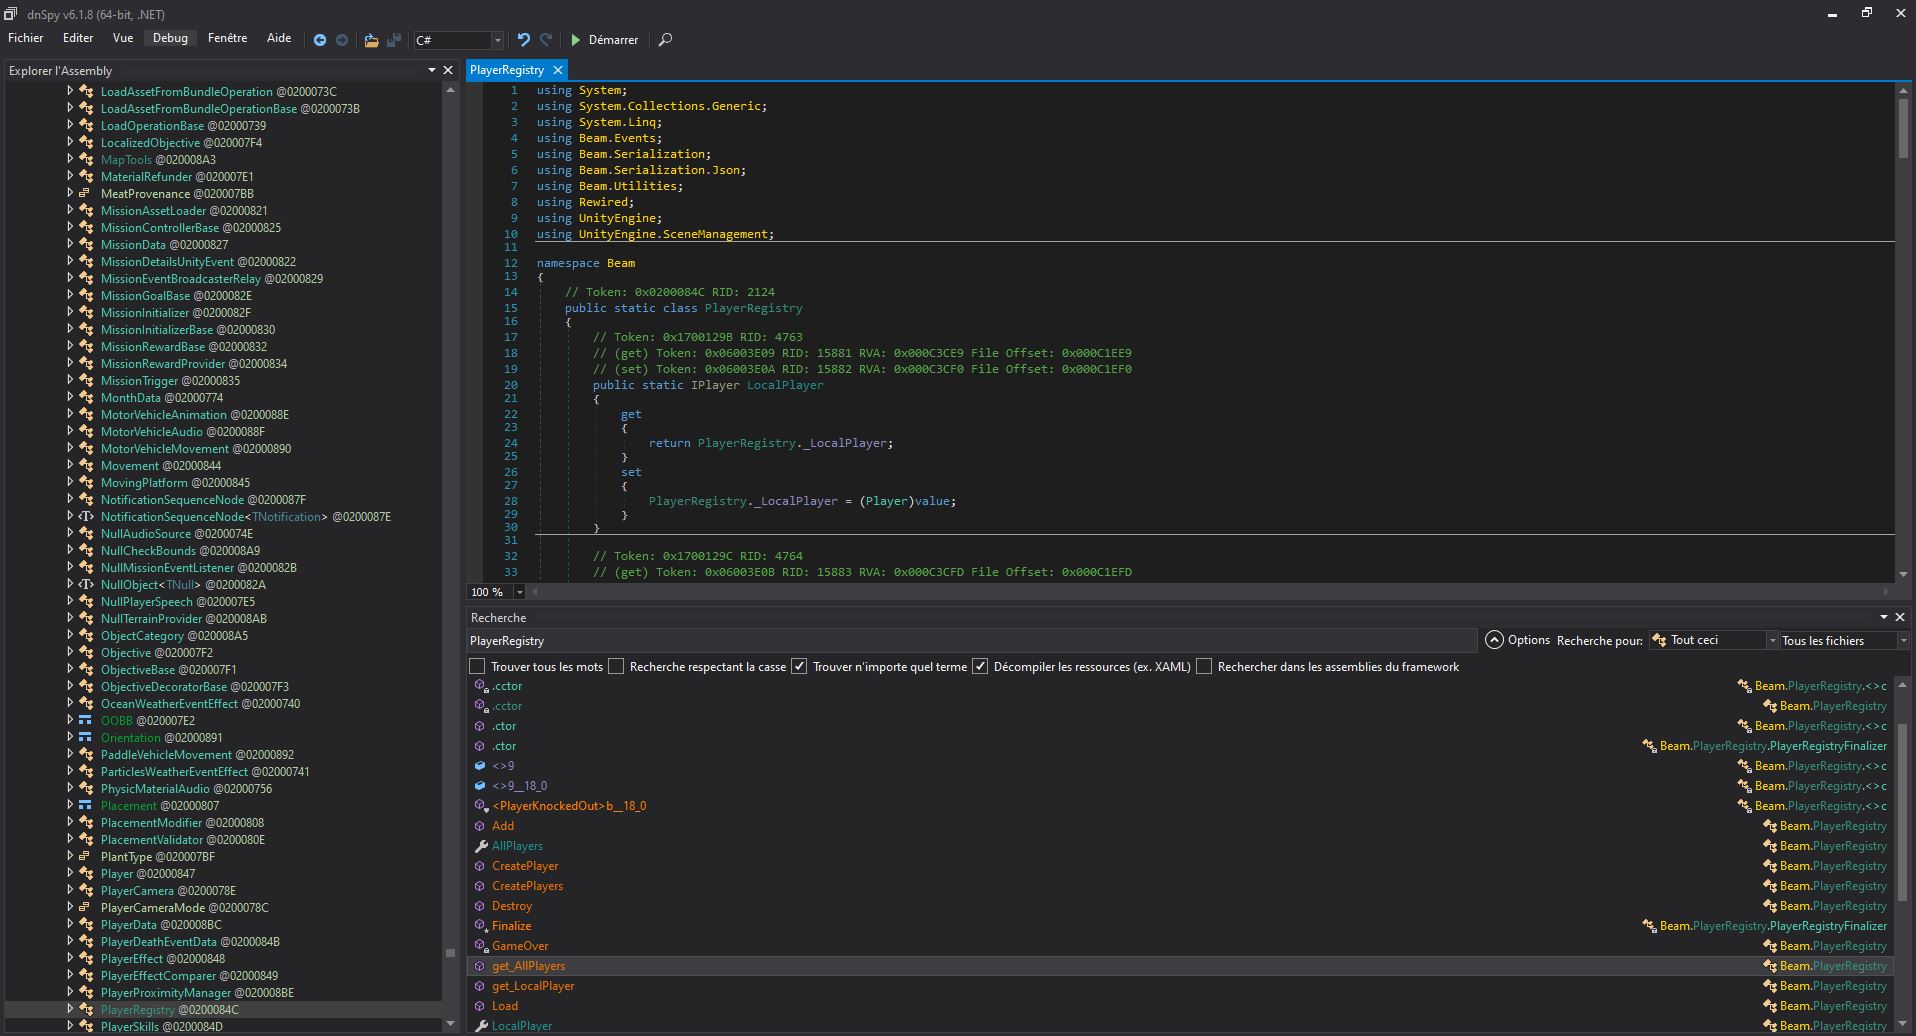 dnSpy v6.1.8 (64-bit, .NET)
Fichier Editer Vue Debug Fenêtre Aide C# Démarrer
Explorer l'Assembly
LoadAssetFromBundleOperation @0200073C
LoadAssetFromBundleOperationBase @0200073B
LoadOperationBase @02000739
LocalizedObjective @020007F4
MapTools @020008A3
MaterialRefunder @020007E1
MeatProvenance @020007BB
MissionAssetLoader @02000821
MissionControllerBase @02000825
MissionData @02000827
MissionDetailsUnityEvent @02000822
MissionEventBroadcasterRelay @02000829
MissionGoalBase @0200082E
MissionInitializer @0200082F
MissionInitializerBase @02000830
MissionRewardBase @02000832
MissionRewardProvider @02000834
MissionTrigger @02000835
MonthData @02000774
MotorVehicleAnimation @0200088E
MotorVehicleAudio @0200088F
MotorVehicleMovement @02000890
Movement @02000844
MovingPlatform @02000845
NotificationSequenceNode @0200087F
NotificationSequenceNode<TNotification> @0200087E
NullAudioSource @0200074E
NullCheckBounds @020008A9
NullMissionEventListener @0200082B
NullObject<TNull> @0200082A
NullPlayerSpeech @020007E5
NullTerrainProvider @020008AB
ObjectCategory @020008A5
Objective @020007F2
ObjectiveBase @020007F1
ObjectiveDecoratorBase @020007F3
OceanWeatherEventEffect @02000740
OOBB @020007E2
Orientation @02000891
PaddleVehicleMovement @02000892
ParticlesWeatherEventEffect @02000741
PhysicMaterialAudio @02000756
Placement @02000807
PlacementModifier @02000808
PlacementValidator @0200080E
PlantType @020007BF
Player @02000847
PlayerCamera @0200078E
PlayerCameraMode @0200078C
PlayerData @020008BC
PlayerDeathEventData @0200084B
PlayerEffect @02000848
PlayerEffectComparer @02000849
PlayerProximityManager @020008BE
PlayerRegistry @0200084C
PlayerSkills @0200084D
PlayerRegistry
1 using System;
2 using System.Collections.Generic;
3 using System.Linq;
4 using Beam.Events;
5 using Beam.Serialization;
6 using Beam.Serialization.Json;
7 using Beam.Utilities;
8 using Rewired;
9 using UnityEngine;
10 using UnityEngine.SceneManagement;
11
12 namespace Beam
13 {
14 // Token: 0x0200084C RID: 2124
15 public static class PlayerRegistry
16 {
17 // Token: 0x1700129B RID: 4763
18 // (get) Token: 0x06003E09 RID: 15881 RVA: 0x000C3CE9 File Offset: 0x000C1EE9
19 // (set) Token: 0x06003E0A RID: 15882 RVA: 0x000C3CF0 File Offset: 0x000C1EF0
20 public static IPlayer LocalPlayer
21 {
22 get
23 {
24 return PlayerRegistry._LocalPlayer;
25 }
26 set
27 {
28 PlayerRegistry._LocalPlayer = (Player)value;
29 }
30 }
31
32 // Token: 0x1700129C RID: 4764
33 // (get) Token: 0x06003E0B RID: 15883 RVA: 0x000C3CFD File Offset: 0x000C1EFD
100 %
Recherche
PlayerRegistry Options Recherche pour: Tout ceci Tous les fichiers
Trouver tous les mots Recherche respectant la casse Trouver n'importe quel terme Décompiler les ressources (ex. XAML) Rechercher dans les assemblies du framework
.cctor Beam.PlayerRegistry.<>c
.cctor Beam.PlayerRegistry
.ctor Beam.PlayerRegistry.<>c
.ctor Beam.PlayerRegistry.PlayerRegistryFinalizer
<>9 Beam.PlayerRegistry.<>c
<>9__18_0 Beam.PlayerRegistry.<>c
<PlayerKnockedOut>b__18_0 Beam.PlayerRegistry.<>c
Add Beam.PlayerRegistry
AllPlayers Beam.PlayerRegistry
CreatePlayer Beam.PlayerRegistry
CreatePlayers Beam.PlayerRegistry
Destroy Beam.PlayerRegistry
Finalize Beam.PlayerRegistry.PlayerRegistryFinalizer
GameOver Beam.PlayerRegistry
get_AllPlayers Beam.PlayerRegistry
get_LocalPlayer Beam.PlayerRegistry
Load Beam.PlayerRegistry
LocalPlayer Beam.PlayerRegistry